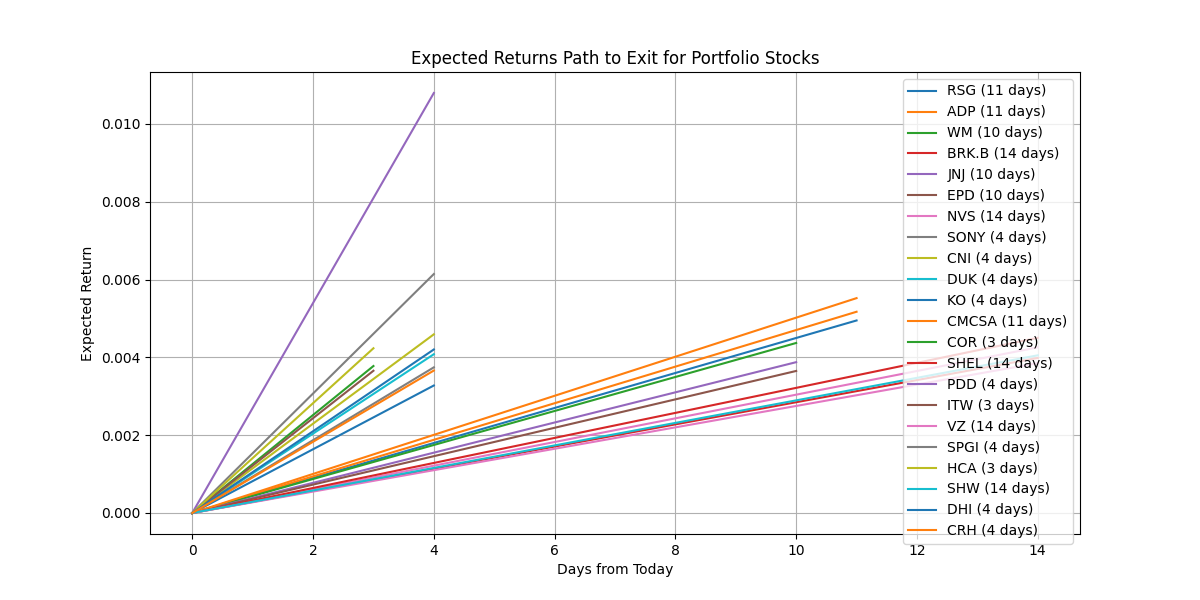 Expected Returns Path to Exit for Portfolio Stocks
Expected Return
0.010
0.008
0.006
0.004
0.002
0.000
RSG (11 days)
ADP (11 days)
WM (10 days)
BRK.B (14 days)
JNJ (10 days)
EPD (10 days)
NVS (14 days)
SONY (4 days)
CNI (4 days)
DUK (4 days)
KO (4 days)
CMCSA (11 days)
COR (3 days)
SHEL (14 days)
PDD (4 days)
ITW (3 days)
VZ (14 days)
SPGI (4 days)
HCA (3 days)
SHW (14 days)
DHI (4 days)
CRH (4 days)
0 2 4 6 8 10 12 14
Days from Today